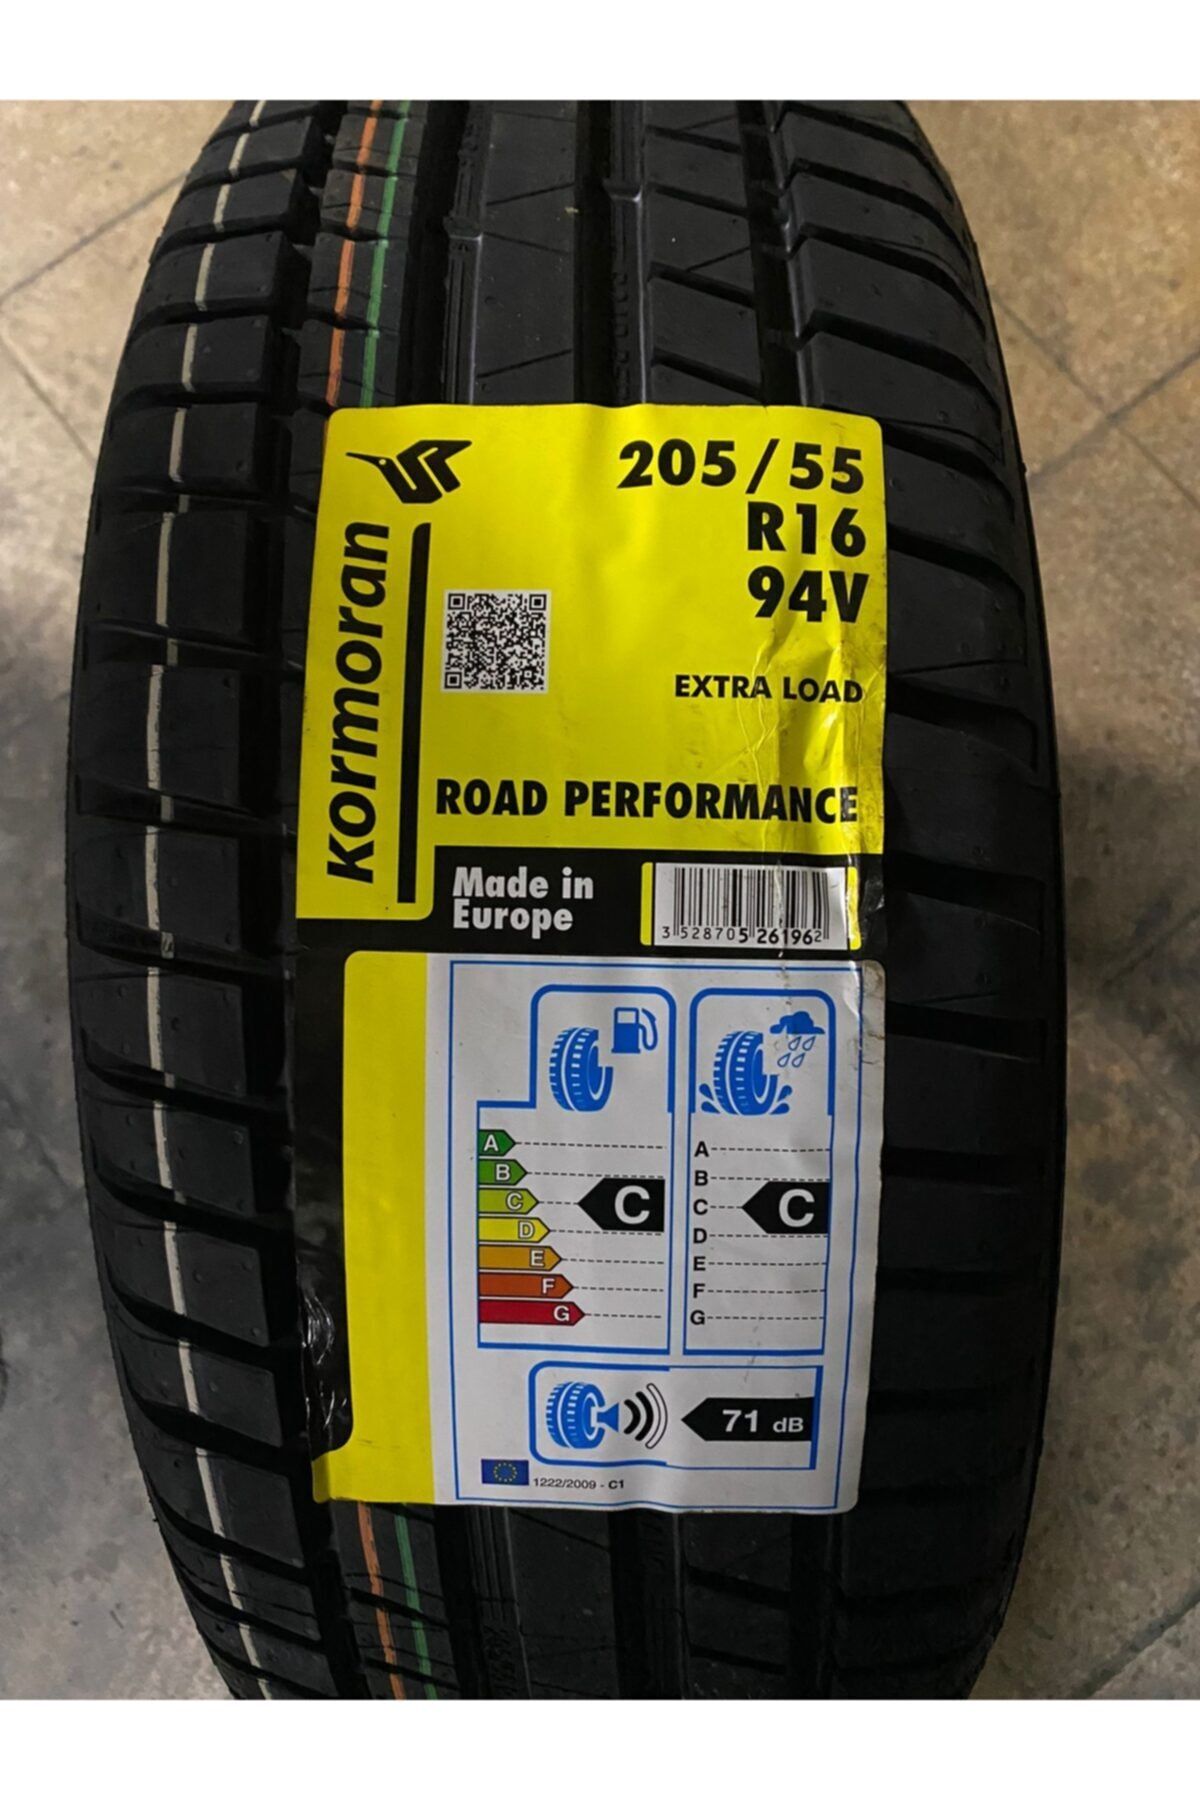 205/55
R16
94V
EXTRA LOAD
kormoran
ROAD PERFORMANCE
Made in
Europe
3 528705 261962
A
B
C
D
E
F
G
C
A
B
C
D
E
F
G
C
71 dB
1222/2009 - C1